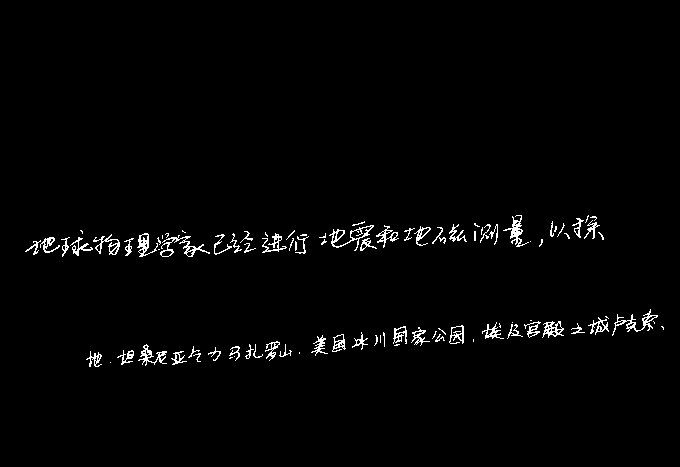 地球物理学家已经进行地震和地磁测量,以探
地.坦桑尼亚乞力马扎罗山.美国冰川国家公园.埃及宫殿之城卢克索、